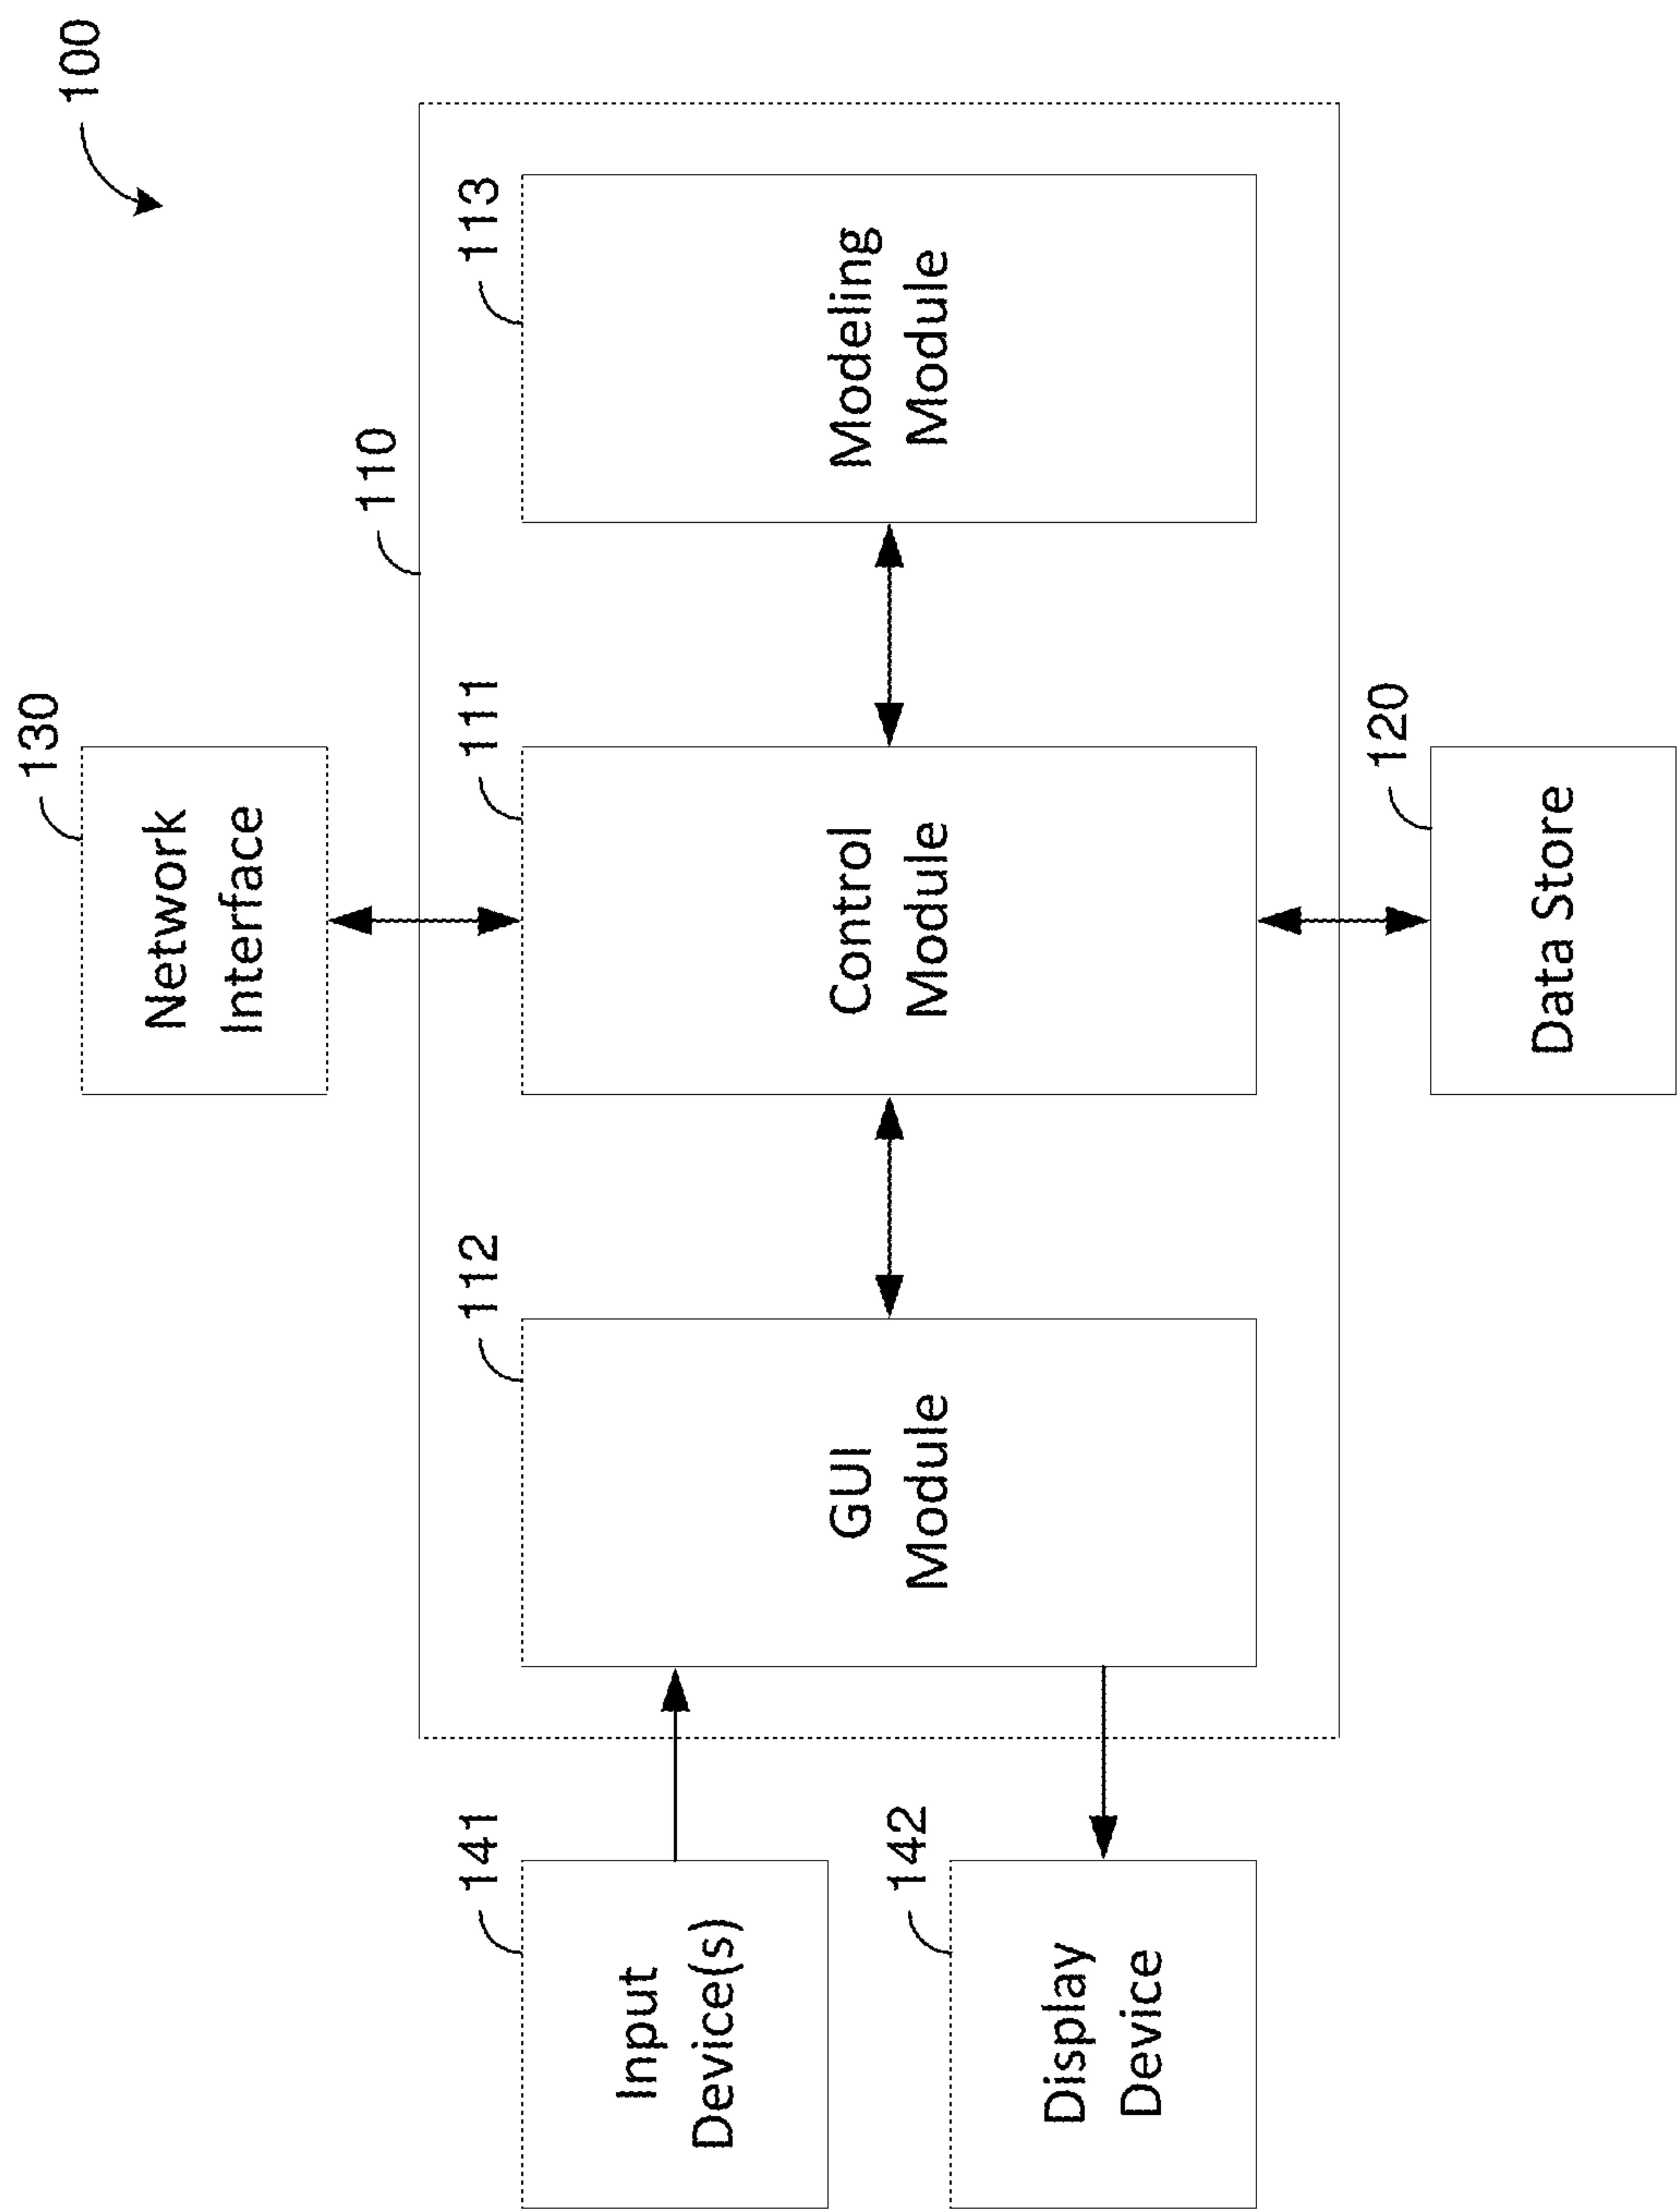 100
130
Network
Interface
110
141
Input
Device(s)
112
GUI
Module
111
Control
Module
113
Modeling
Module
142
Display
Device
120
Data Store